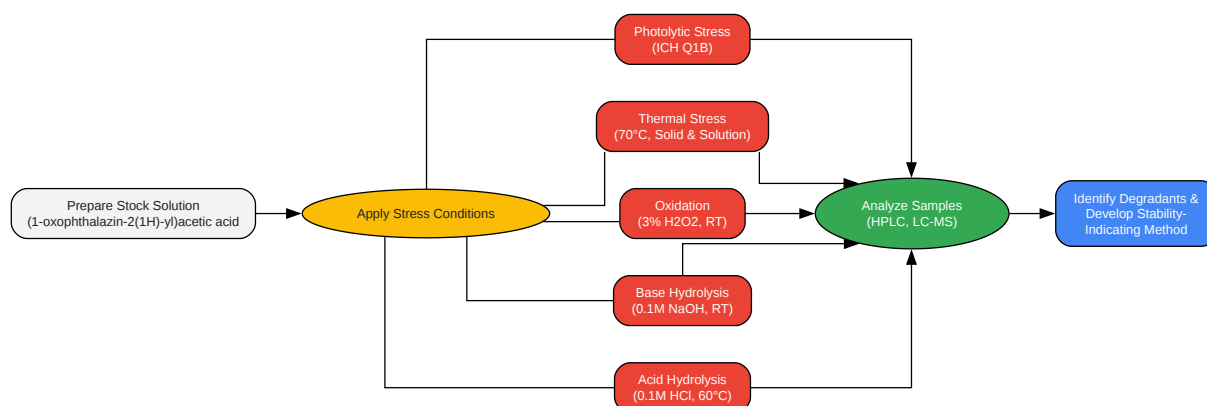 Photolytic Stress
(ICH Q1B)
Thermal Stress
(70°C, Solid & Solution)
Prepare Stock Solution
(1-oxophthalazin-2(1H)-yl)acetic acid
Apply Stress Conditions
Oxidation
(3% H2O2, RT)
Analyze Samples
(HPLC, LC-MS)
Identify Degradants &
Develop Stability-
Indicating Method
Base Hydrolysis
(0.1M NaOH, RT)
Acid Hydrolysis
(0.1M HCl, 60°C)